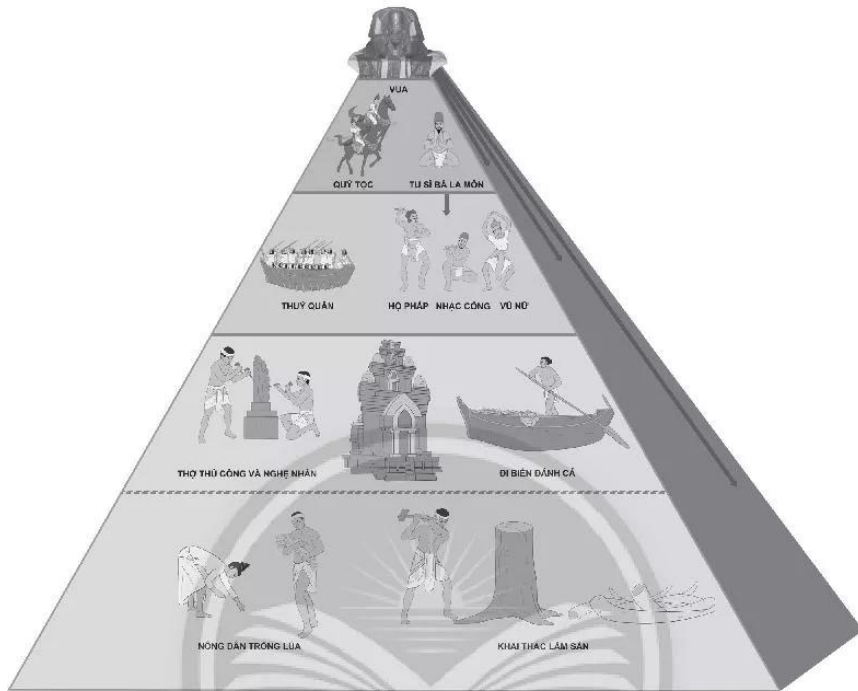 VUA
QUÝ TỘC
TU SĨ BÀ LA MÔN
THUỶ QUÂN
HỘ PHÁP
NHẠC CÔNG
VŨ NỮ
THỢ THỦ CÔNG VÀ NGHỆ NHÂN
ĐI BIỂN ĐÁNH CÁ
NÔNG DÂN TRỒNG LÚA
KHAI THÁC LÂM SẢN